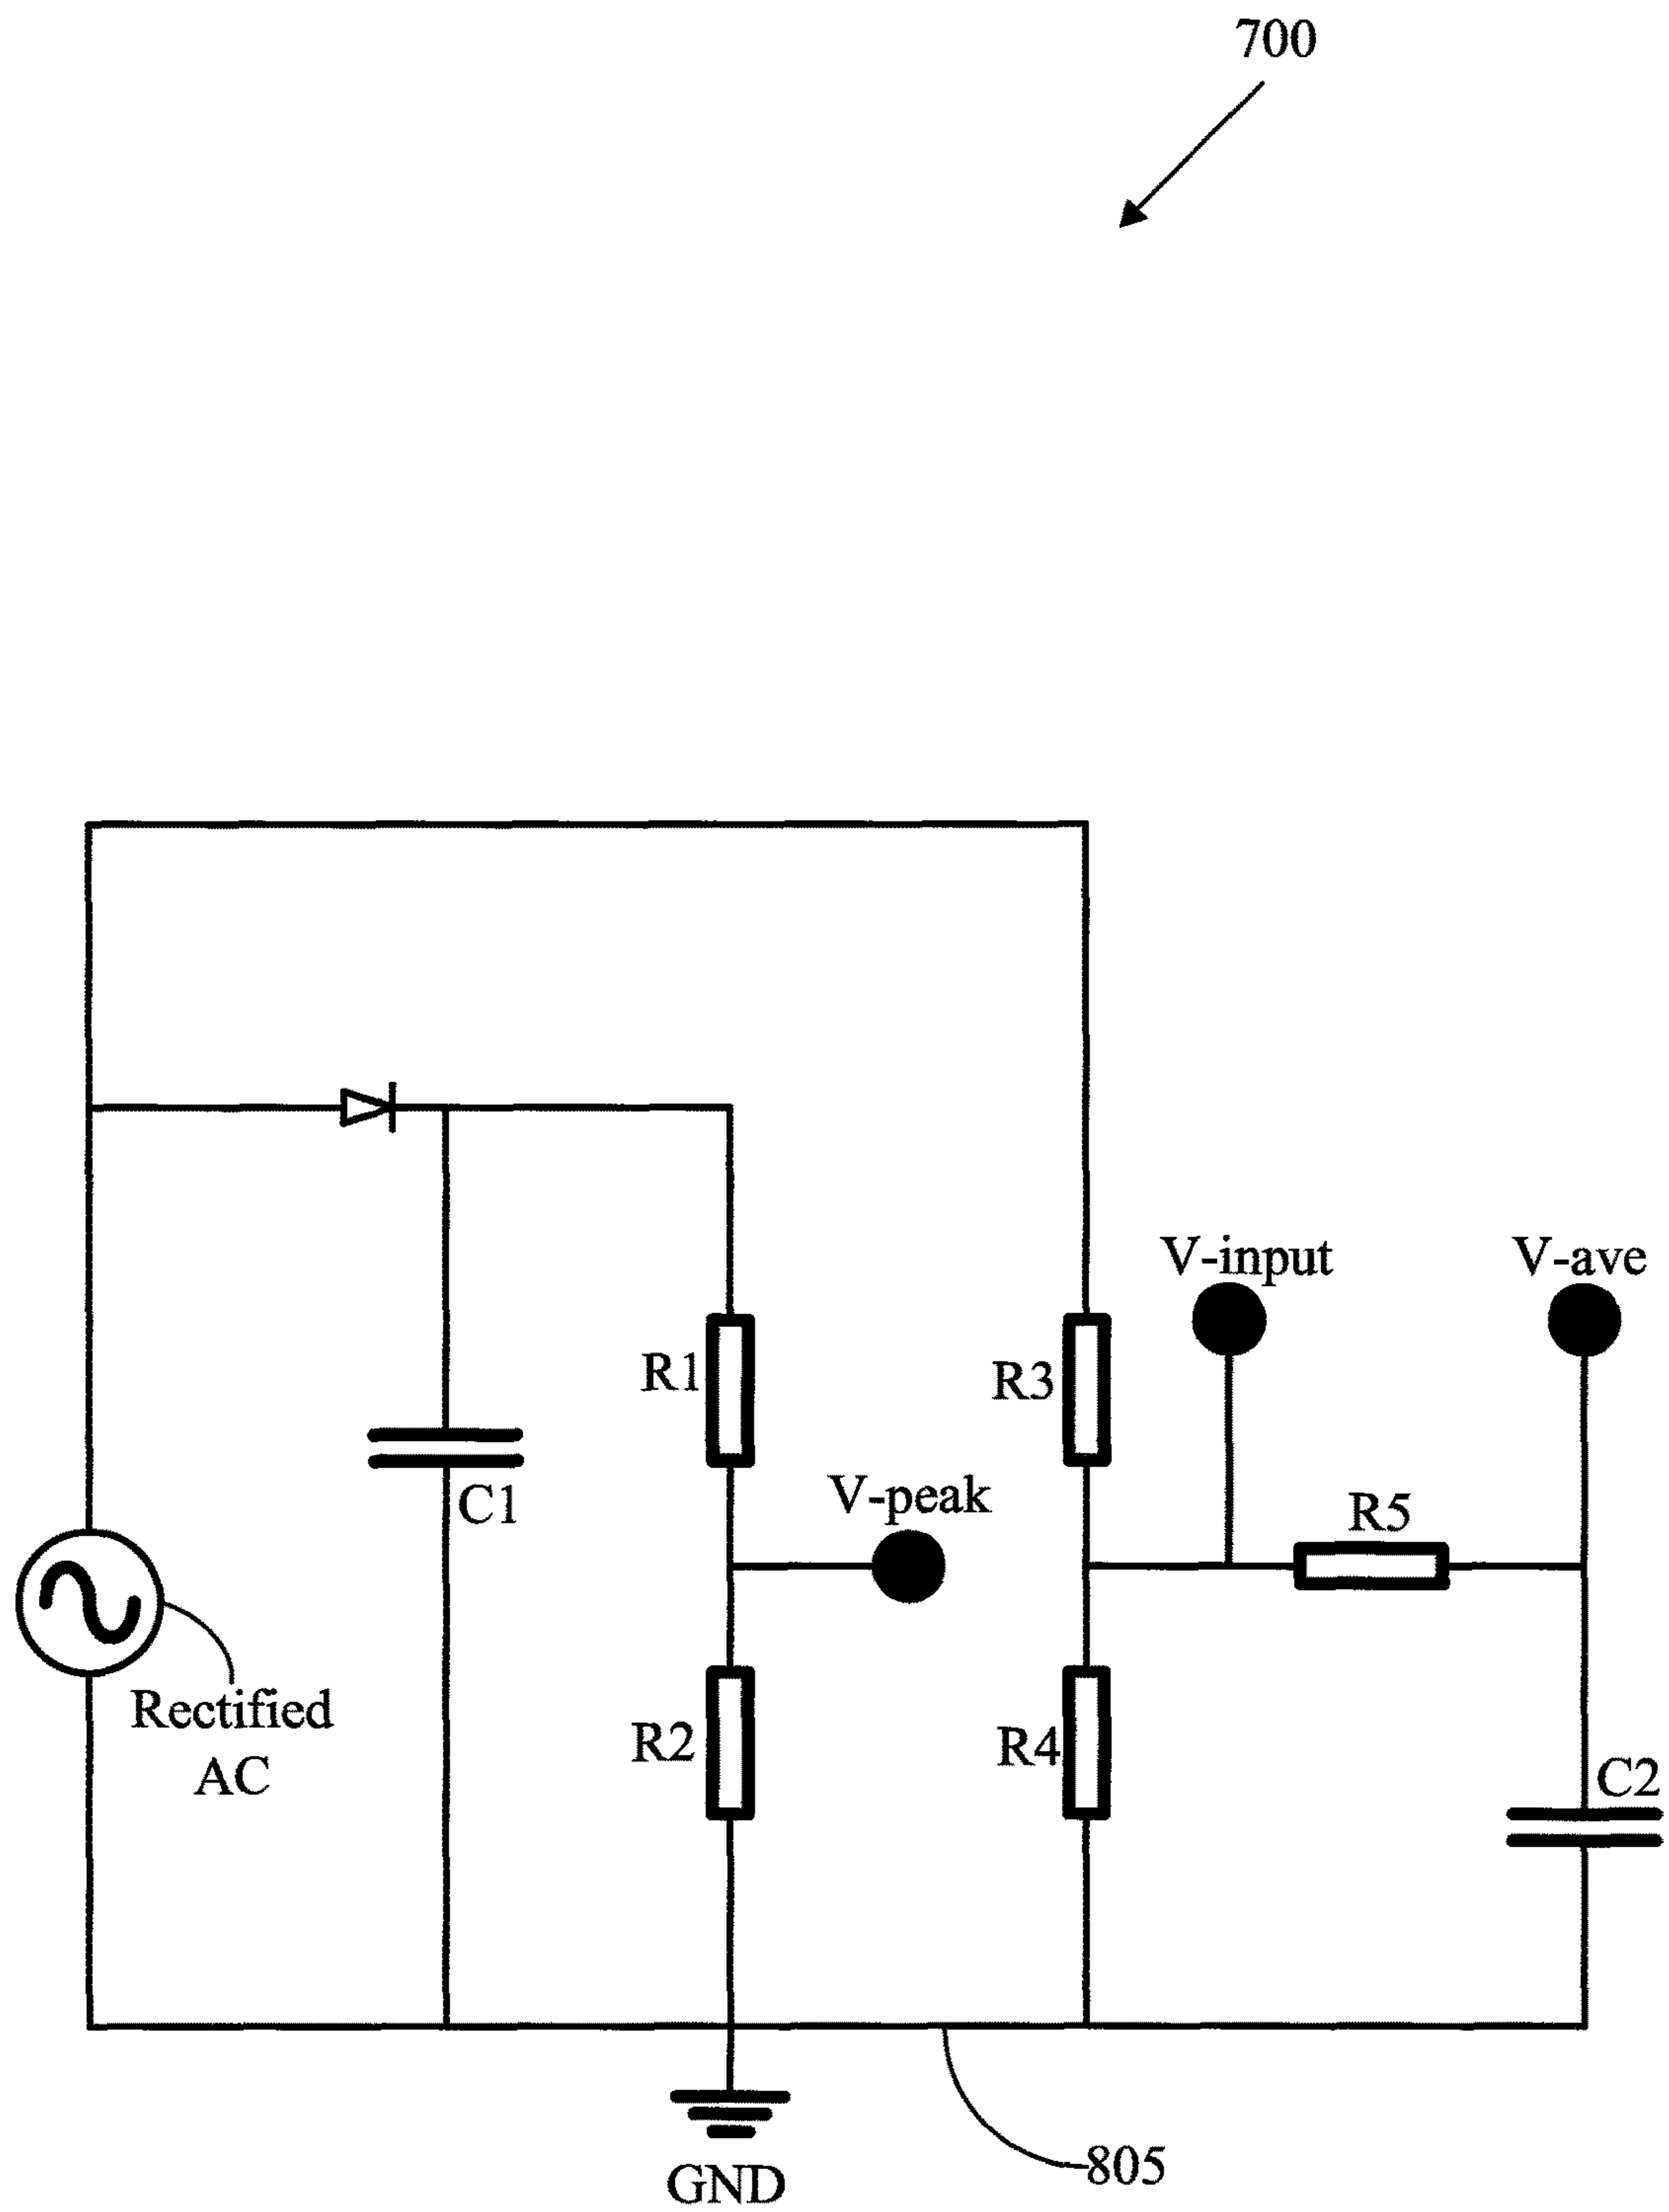 700
V-input
V-ave
R1
R3
V-peak
R5
C1
Rectified
AC
R2
R4
C2
GND
805